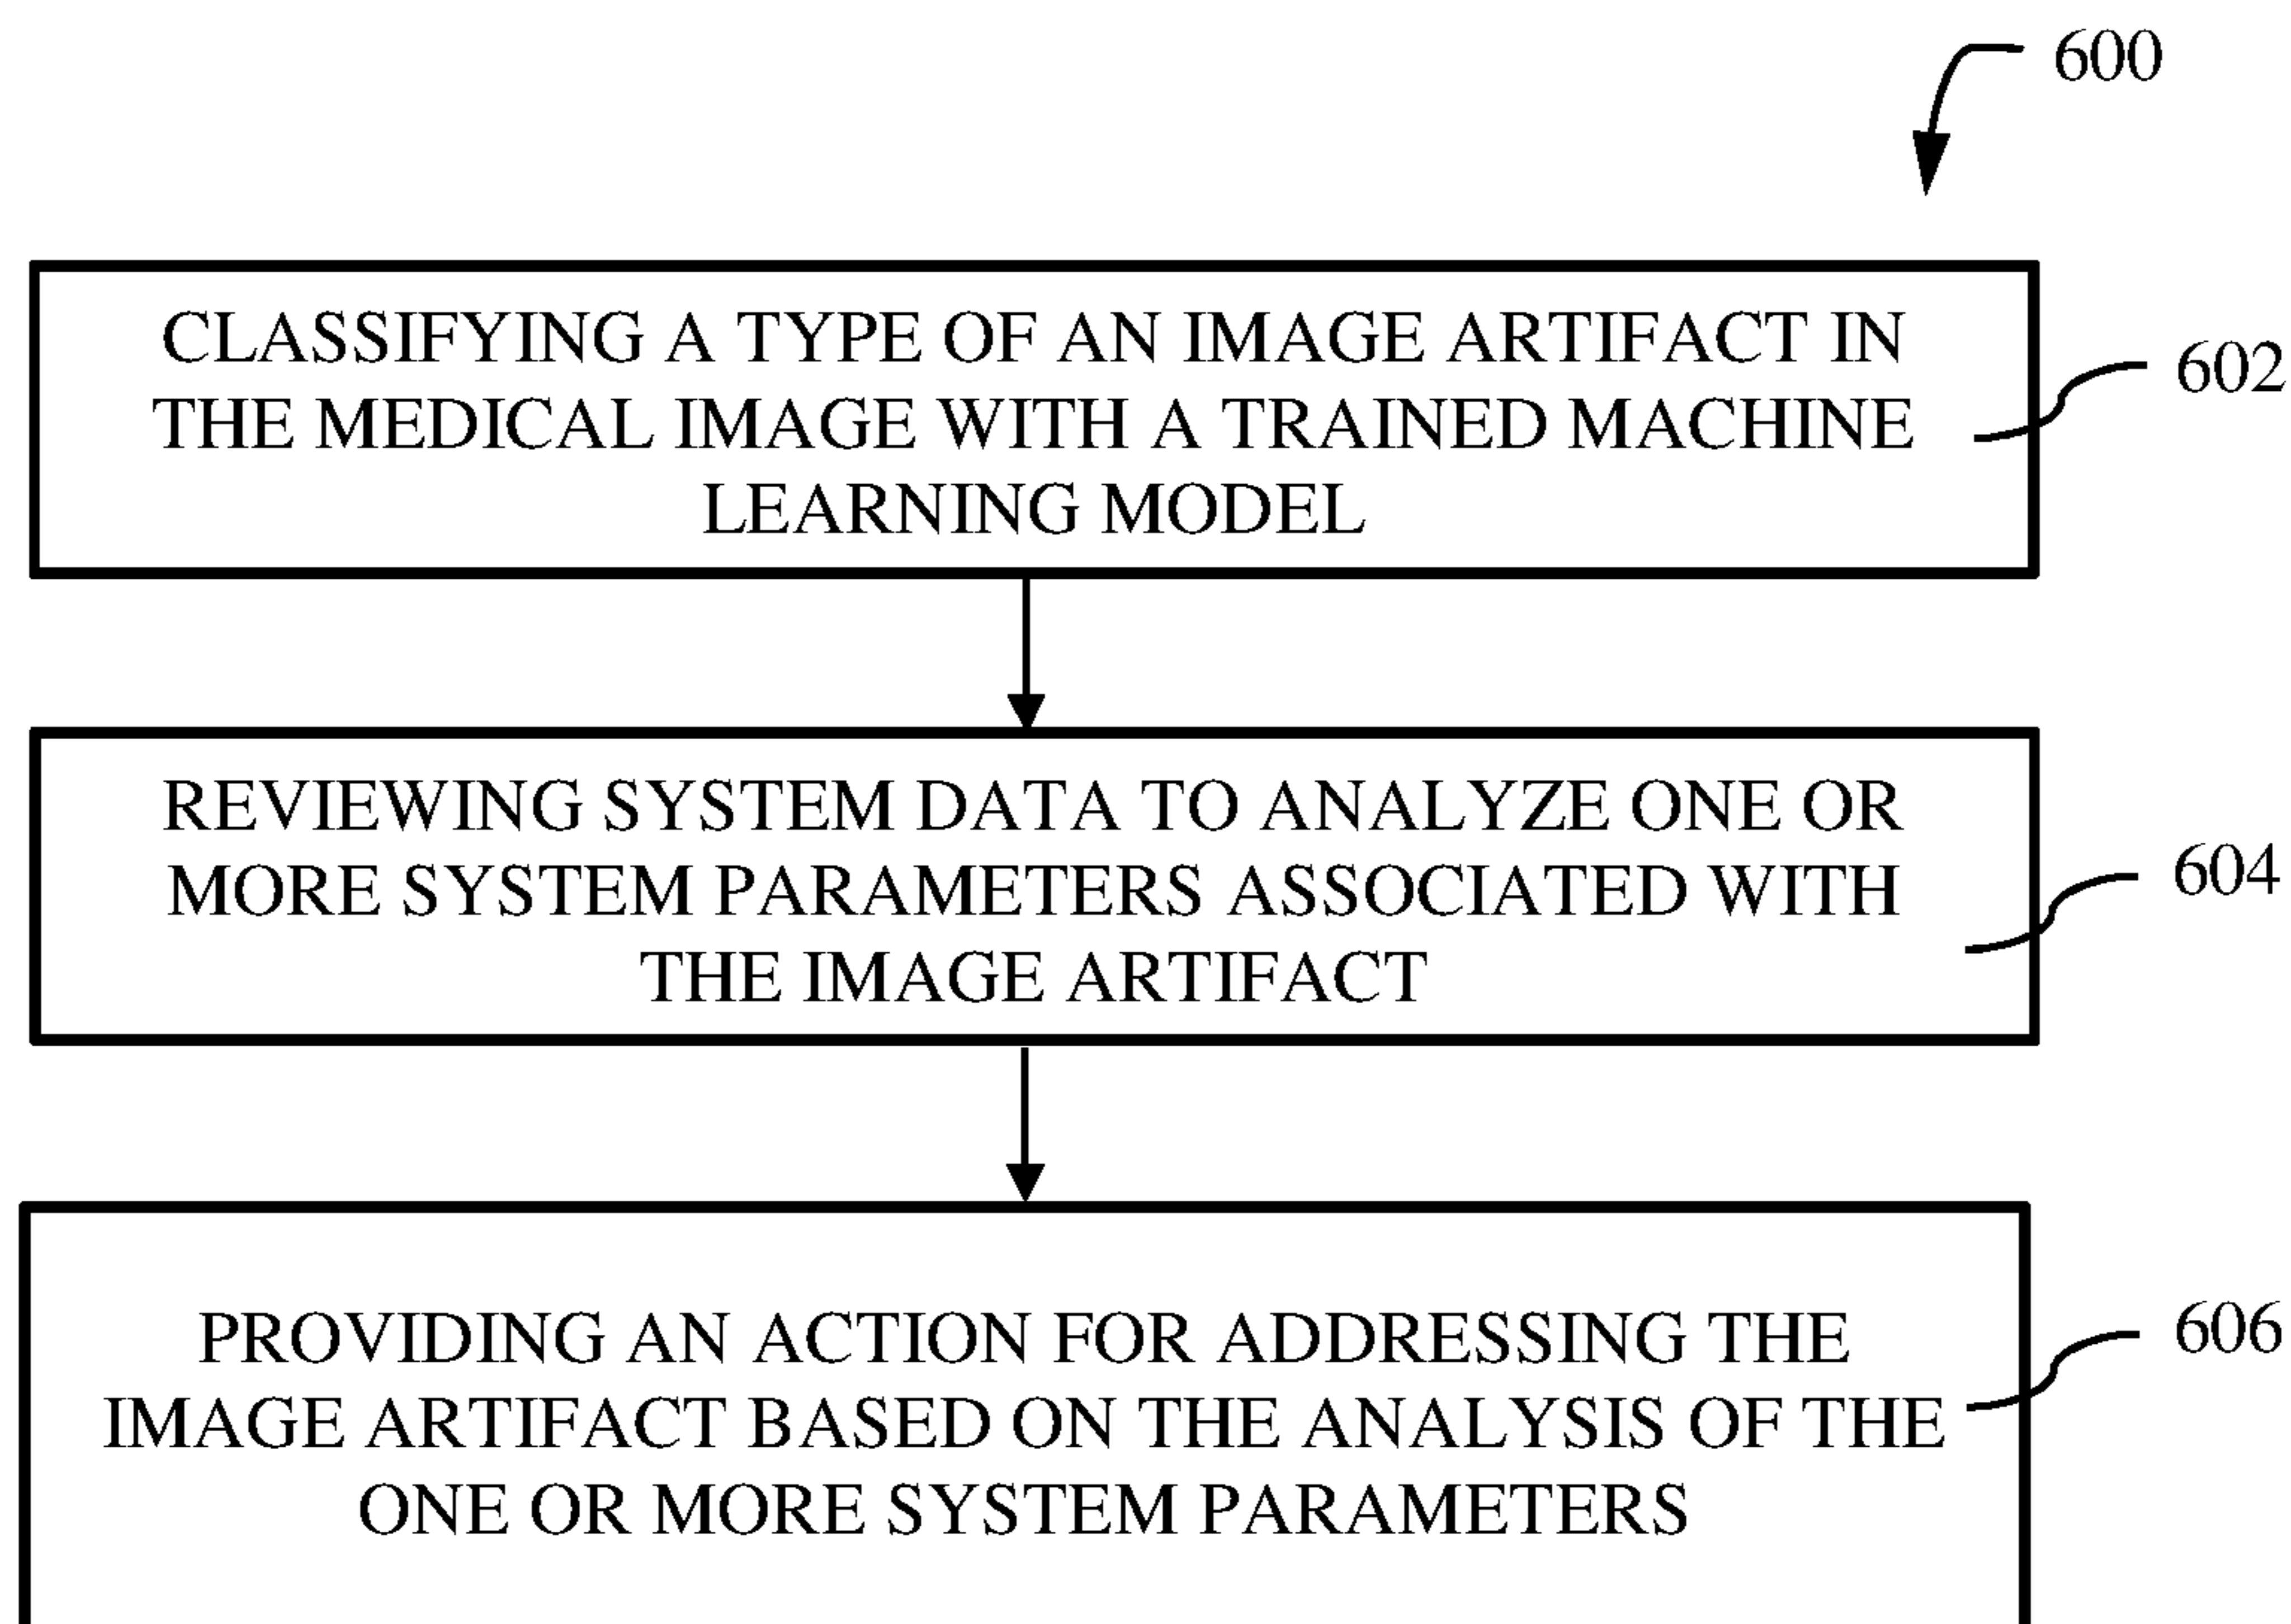 600
CLASSIFYING A TYPE OF AN IMAGE ARTIFACT IN
THE MEDICAL IMAGE WITH A TRAINED MACHINE
LEARNING MODEL
602
REVIEWING SYSTEM DATA TO ANALYZE ONE OR
MORE SYSTEM PARAMETERS ASSOCIATED WITH
THE IMAGE ARTIFACT
604
PROVIDING AN ACTION FOR ADDRESSING THE
IMAGE ARTIFACT BASED ON THE ANALYSIS OF THE
ONE OR MORE SYSTEM PARAMETERS
606